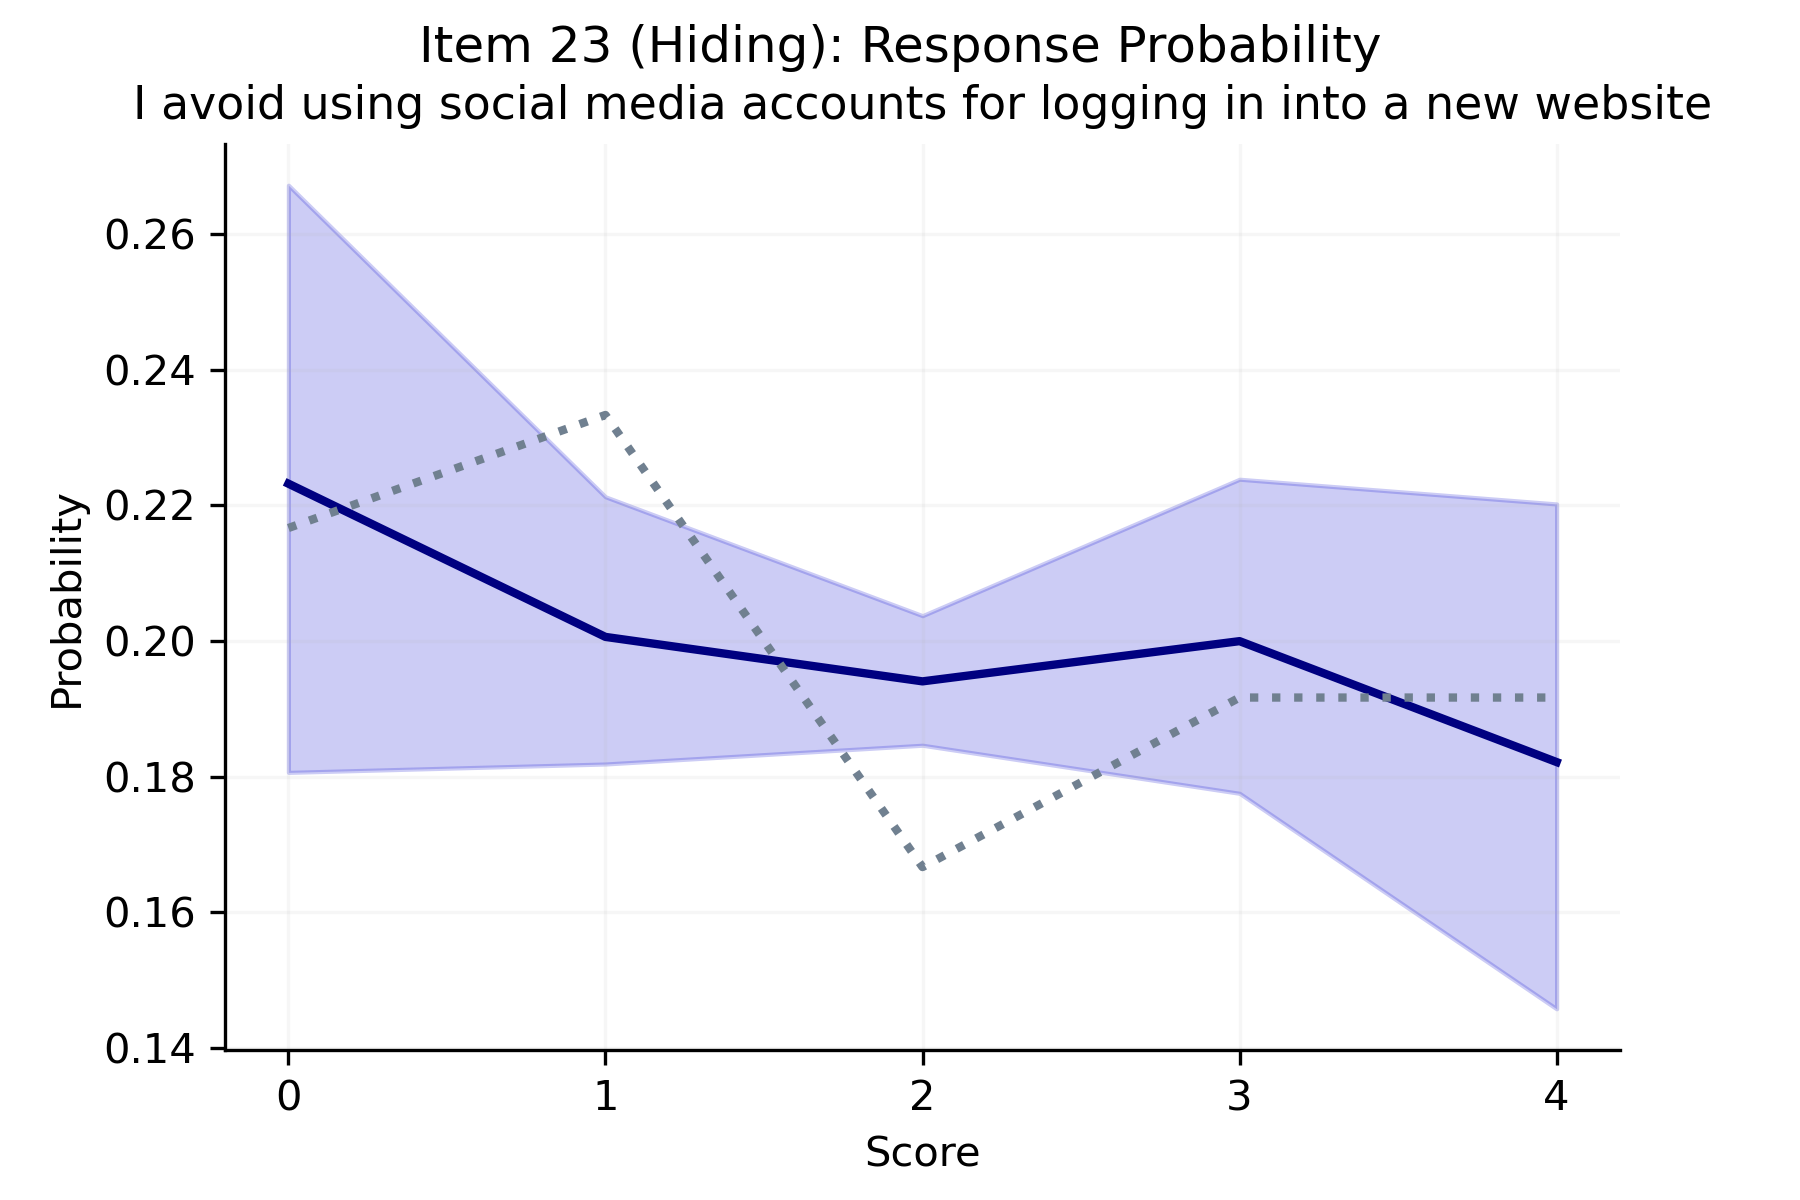 Item 23 (Hiding): Response Probability
I avoid using social media accounts for logging in into a new website
0.26
0.24
0.22
0.20
0.18
0.16
0.14
Probability
0 1 2 3 4
Score